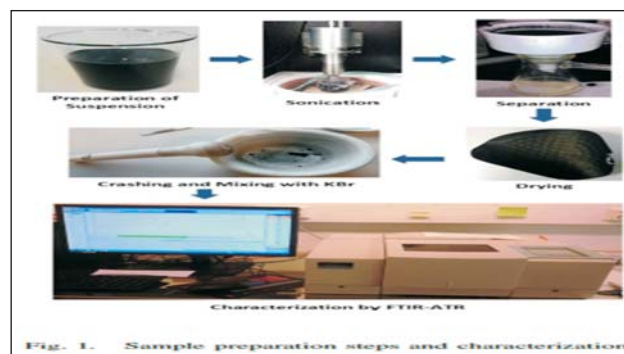 Preparation of
Suspension
Sonication
Separation
Crashing and Mixing with KBr
Drying
Characterization by FTIR-ATR
Fig. 1. Sample preparation steps and characterization